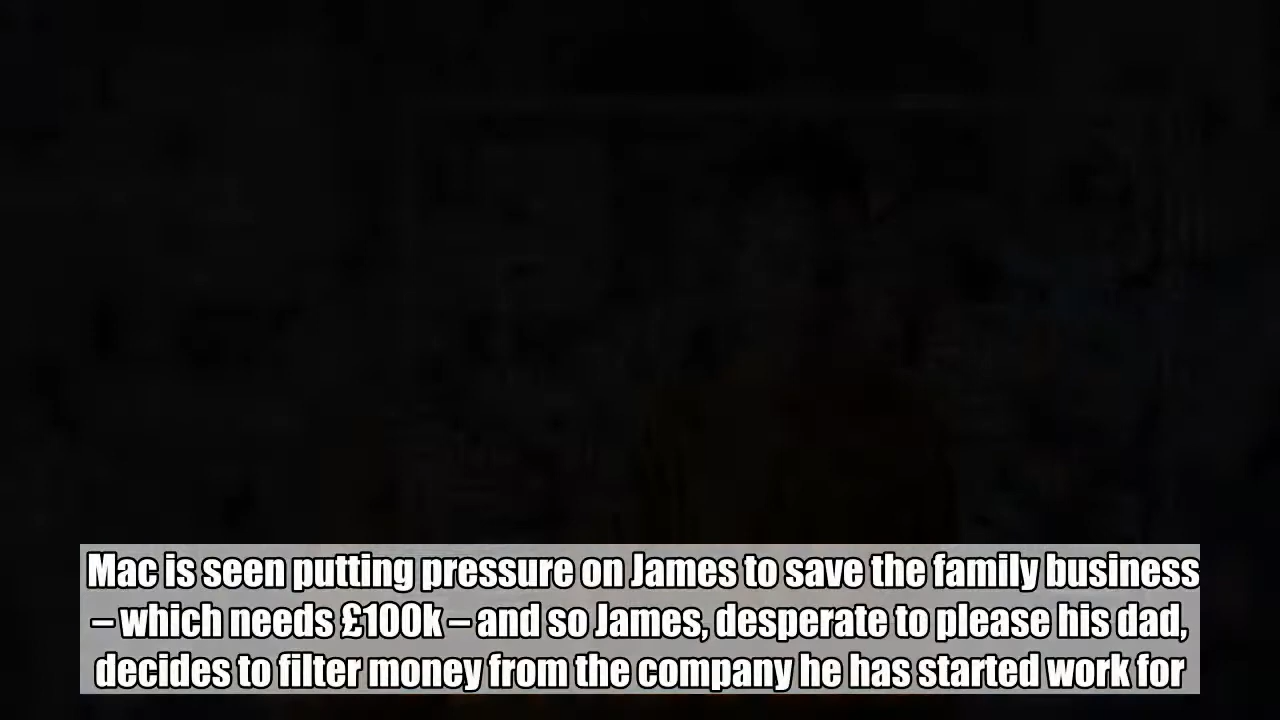 Mac is seen putting pressure on James to save the family business
– which needs £100k – and so James, desperate to please his dad,
decides to filter money from the company he has started work for